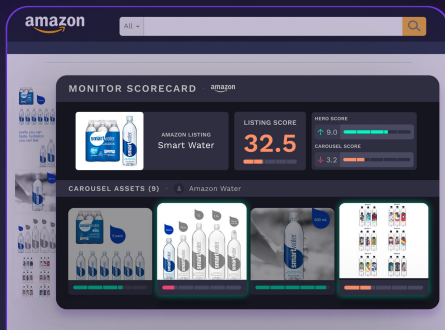 amazon
All
MONITOR SCORECARD amazon
AMAZON LISTING
Smart Water
LISTING SCORE
32.5
HERO SCORE
9.0
CAROUSEL SCORE
3.2
CAROUSEL ASSETS (9) Amazon Water
smartwater